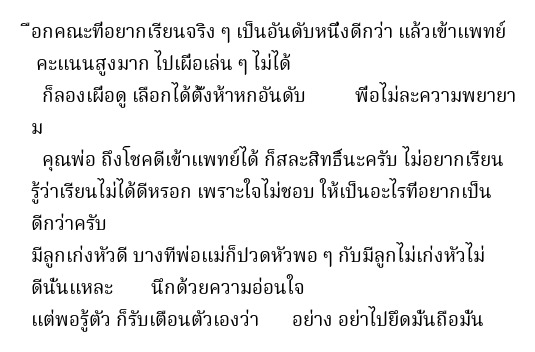 ือกคณะที่อยากเรียนจริง ๆ เป็นอันดับหนึ่งดีกว่า แล้วเข้าแพทย์
คะแนนสูงมาก ไปเผื่อเล่น ๆ ไม่ได้
ก็ลองเผื่อดู เลือกได้ตั้งห้าหกอันดับ พ่อไม่ละความพยายา
ม
คุณพ่อ ถึงโชคดีเข้าแพทย์ได้ ก็สละสิทธิ์นะครับ ไม่อยากเรียน
รู้ว่าเรียนไม่ได้ดีหรอก เพราะใจไม่ชอบ ให้เป็นอะไรที่อยากเป็น
ดีกว่าครับ
มีลูกเก่งหัวดี บางทีพ่อแม่ก็ปวดหัวพอ ๆ กับมีลูกไม่เก่งหัวไม่
ดีนั่นแหละ นึกด้วยความอ่อนใจ
แต่พอรู้ตัว ก็รีบเตือนตัวเองว่า อย่าง อย่าไปยึดมั่นถือมั่น